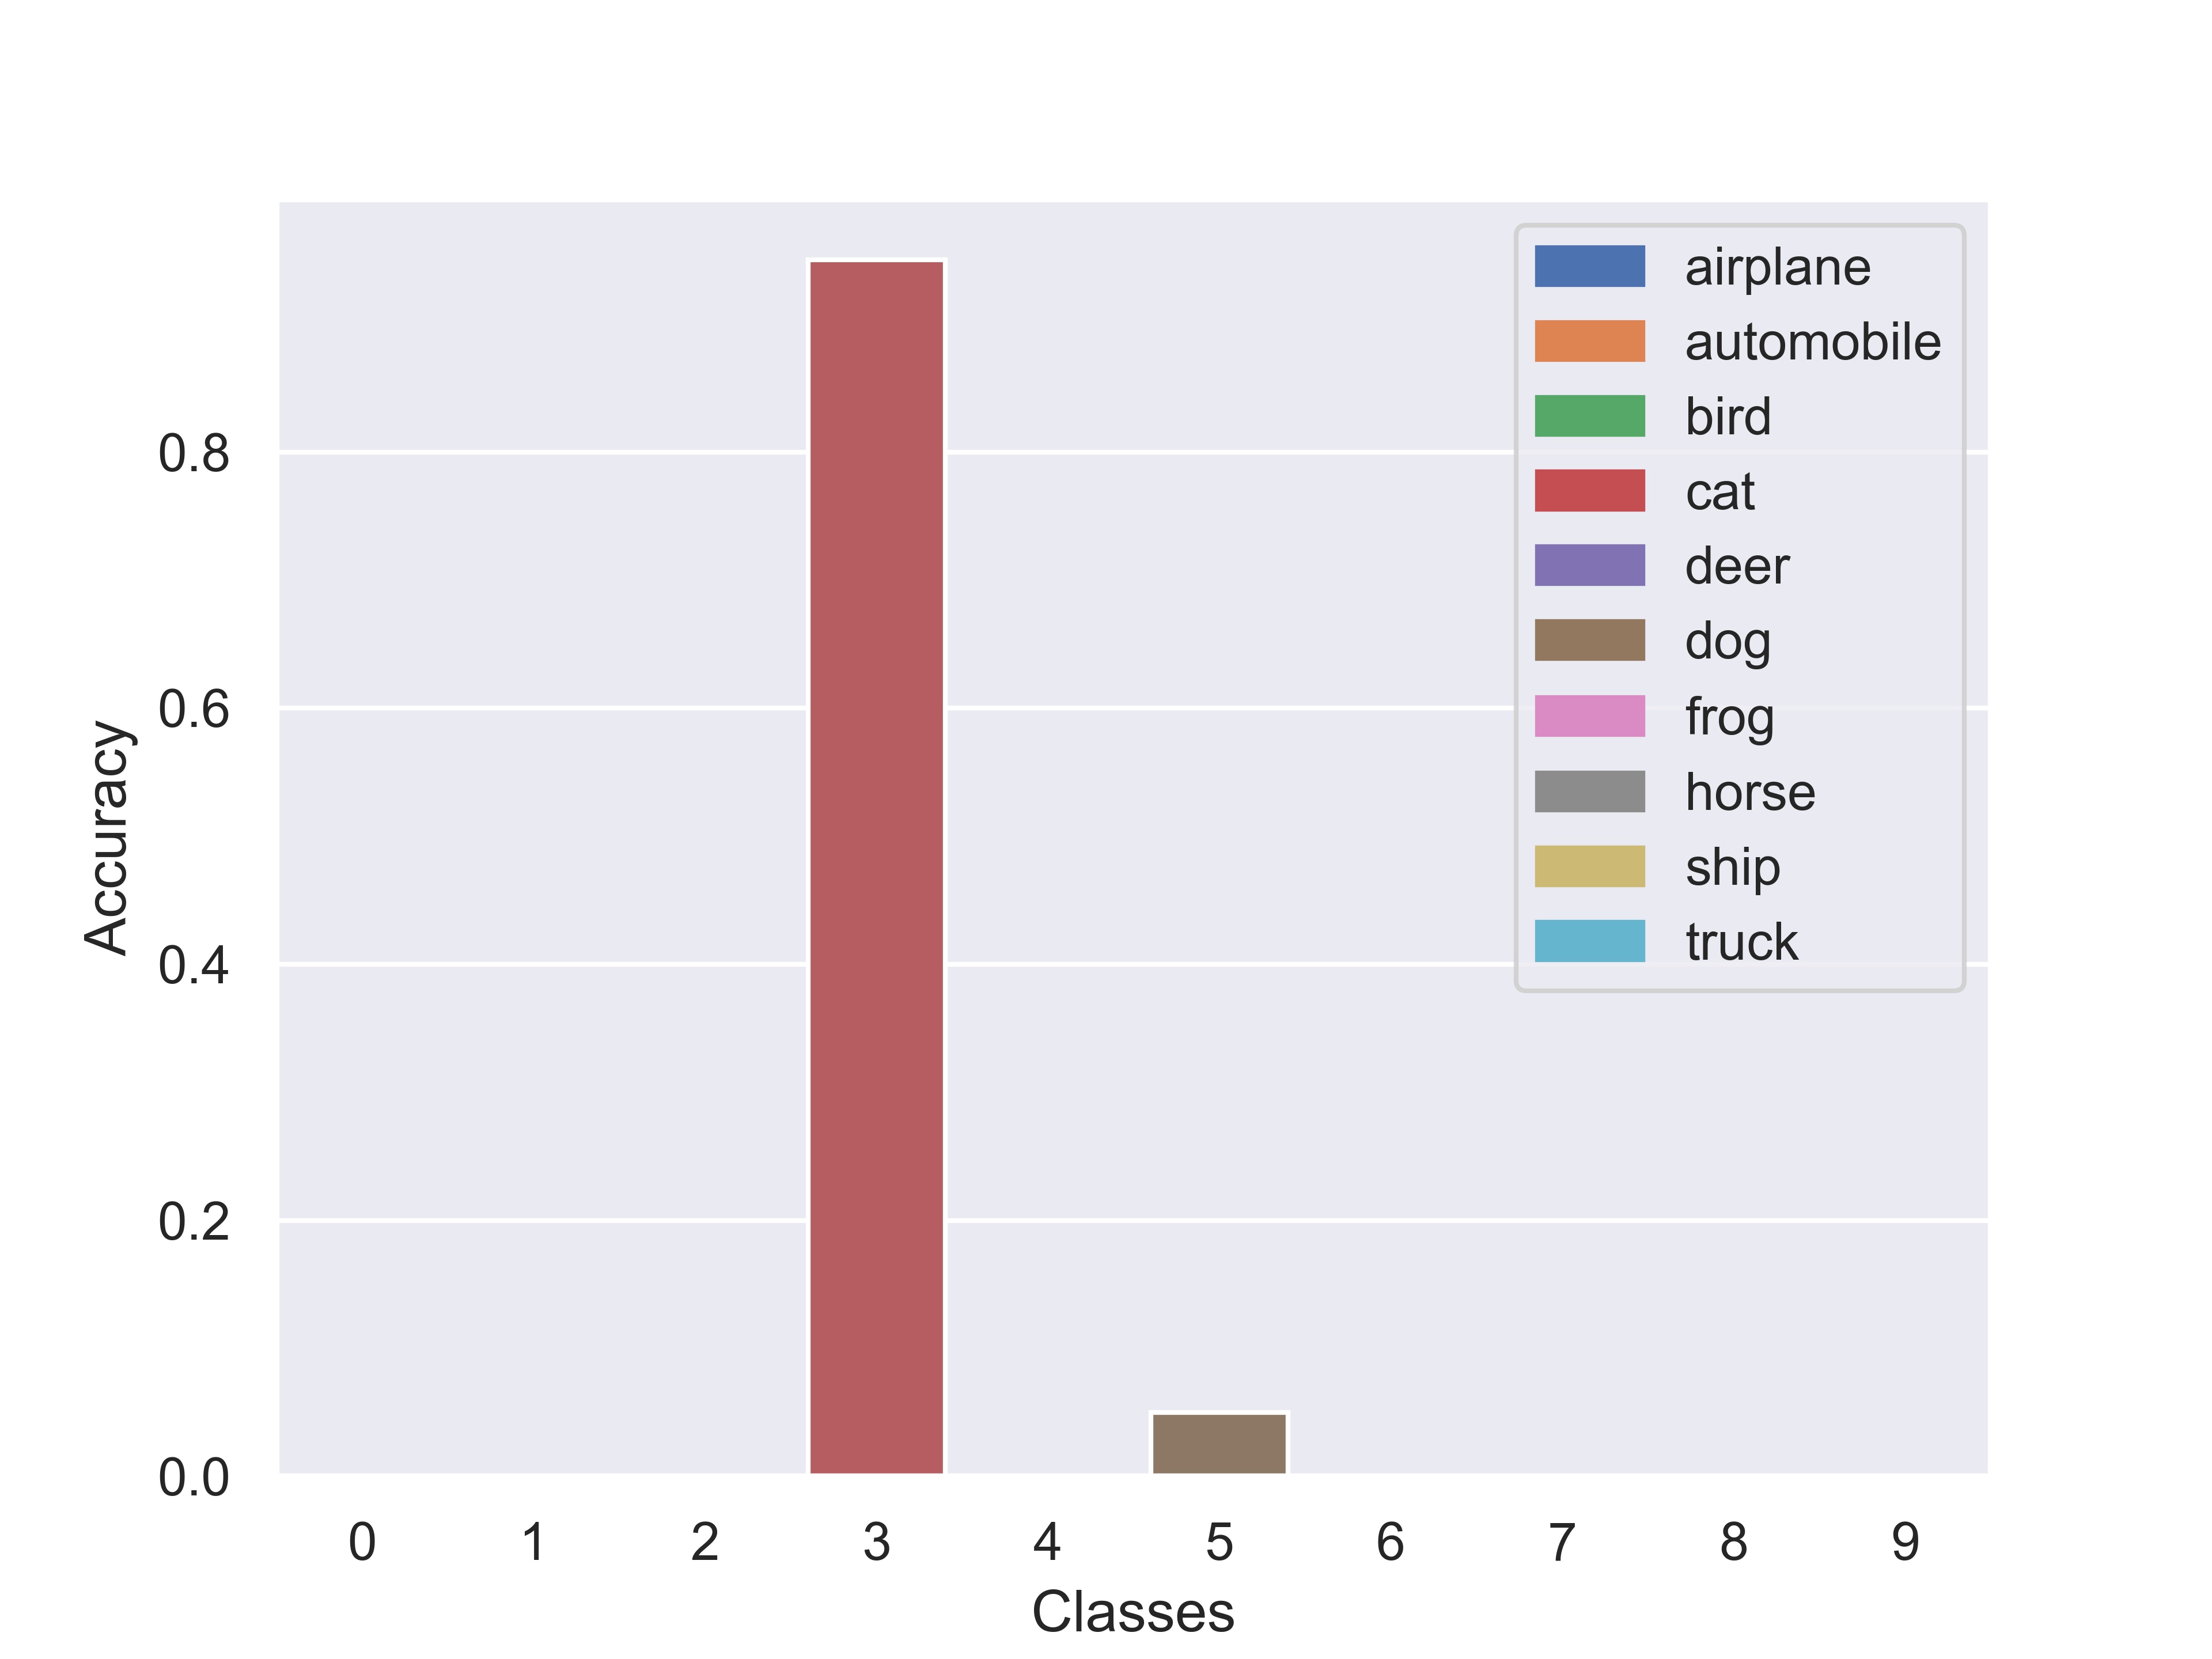 airplane
automobile
bird
cat
deer
dog
frog
horse
ship
truck
0.8
0.6
0.4
0.2
0.0
Accuracy
0 1 2 3 4 5 6 7 8 9
Classes